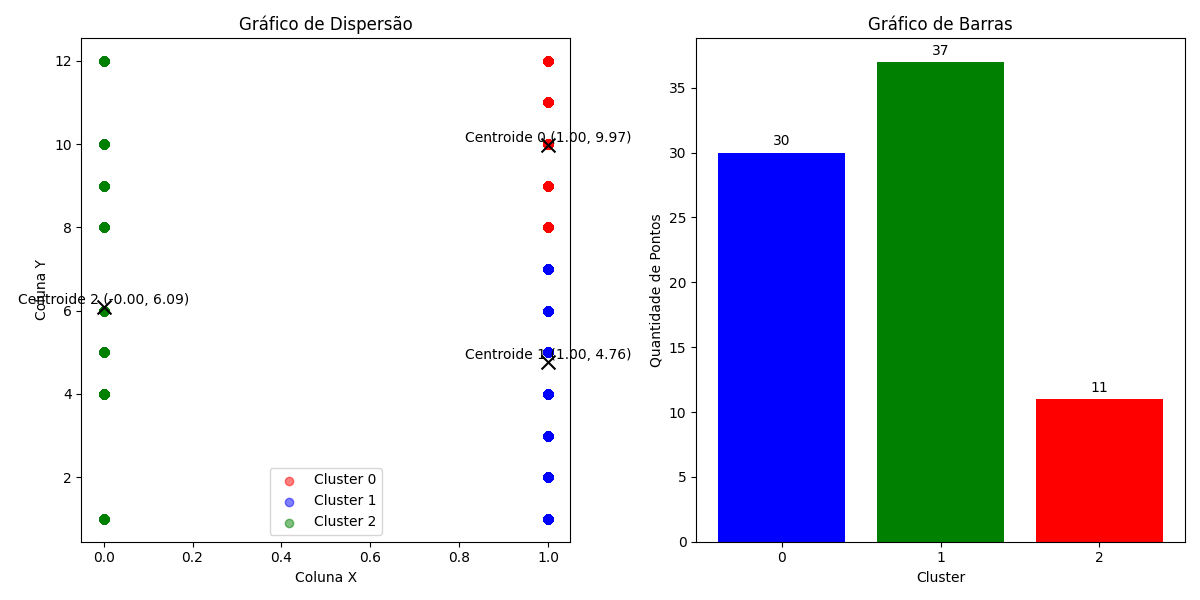 Gráfico de Dispersão
12
10
8
6
4
2
Coluna Y
Centroide 0 (1.00, 9.97)
Centroide 2 (-0.00, 6.09)
Centroide 1 (1.00, 4.76)
Cluster 0
Cluster 1
Cluster 2
0.0 0.2 0.4 0.6 0.8 1.0
Coluna X
Gráfico de Barras
37
30
11
35
30
25
20
15
10
5
0
Quantidade de Pontos
0 1 2
Cluster